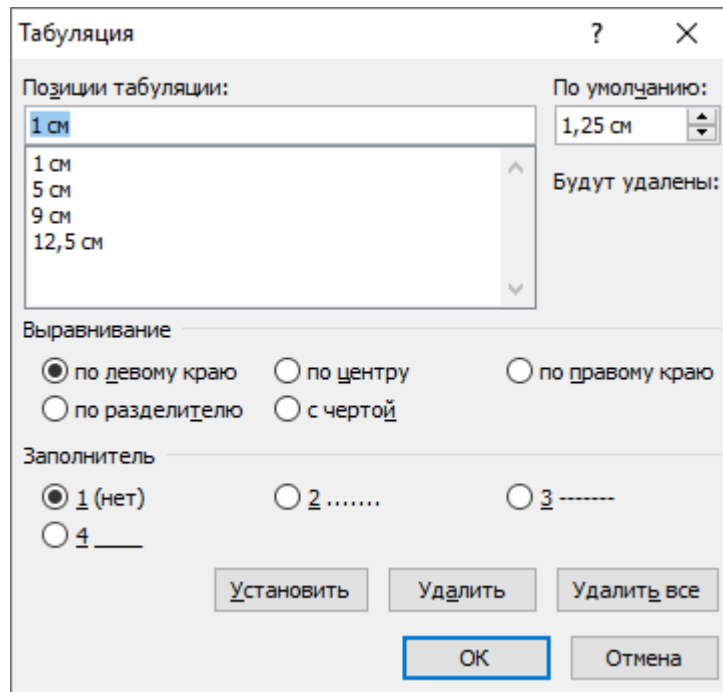 Табуляция ?
Позиции табуляции: По умолчанию:
1 см 1,25 см
1 см
5 см
9 см
12,5 см
Будут удалены:
Выравнивание
по левому краю по центру по правому краю
по разделителю с чертой
Заполнитель
1 (нет) 2 ....... 3 -------
4 ____
Установить Удалить Удалить все
ОК Отмена